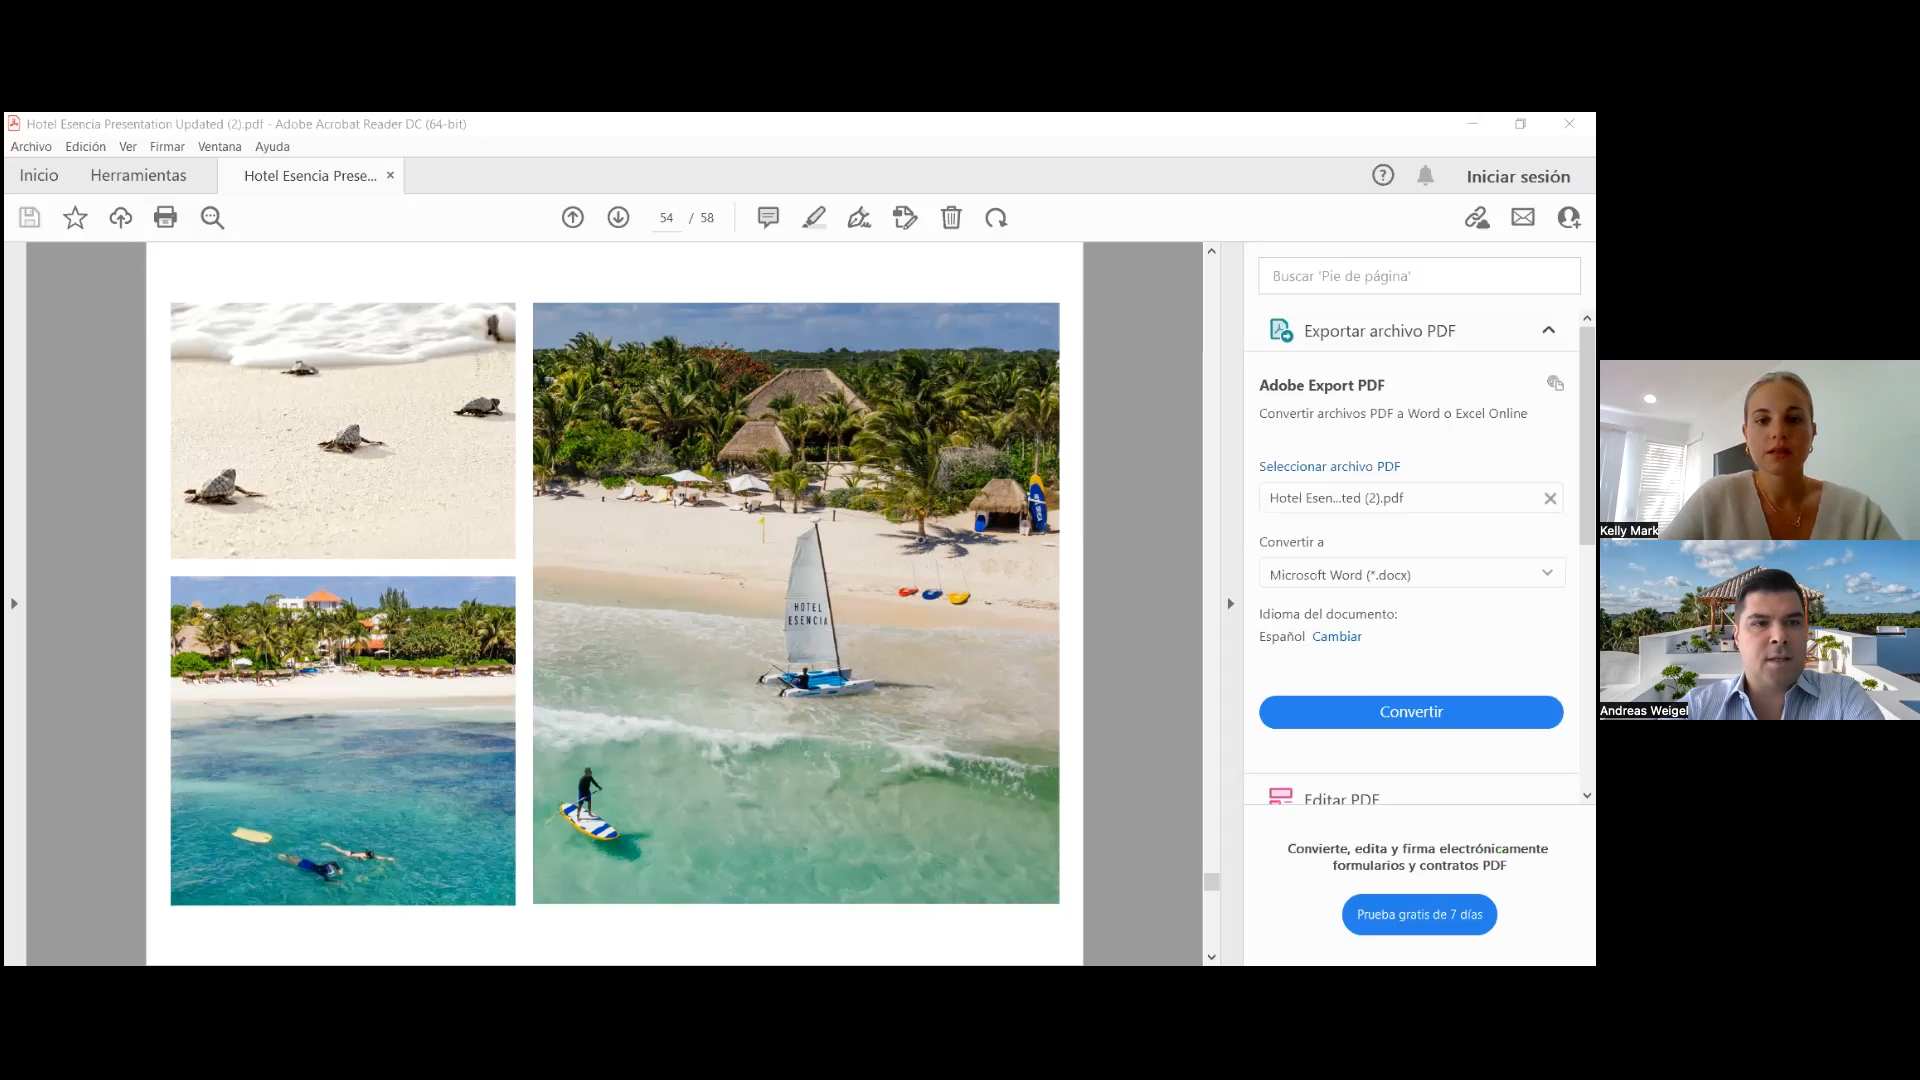 Hotel Esencia Presentation Updated (2).pdf - Adobe Acrobat Reader DC (64-bit)
Archivo Edición Ver Firmar Ventana Ayuda
Inicio Herramientas Hotel Esencia Prese... ×
Iniciar sesión
54 / 58
Buscar 'Pie de página'
Exportar archivo PDF
Adobe Export PDF
Convertir archivos PDF a Word o Excel Online
Seleccionar archivo PDF
Hotel Esen...ted (2).pdf
Convertir a
Microsoft Word (*.docx)
Idioma del documento:
Español Cambiar
Convertir
Editar PDF
Convierte, edita y firma electrónicamente
formularios y contratos PDF
Prueba gratis de 7 días
HOTEL
ESENCIA
Kelly Mark
Andreas Weigel